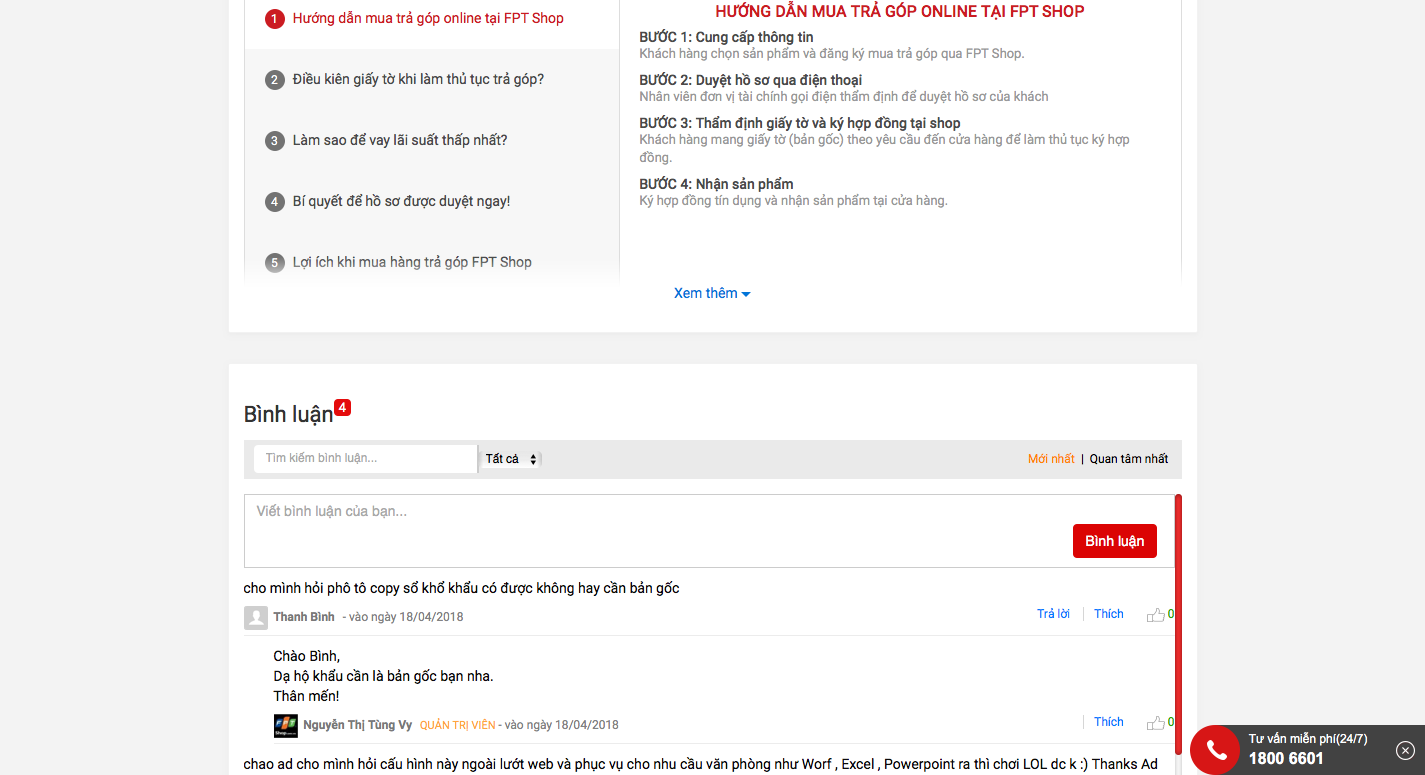 1 Hướng dẫn mua trả góp online tại FPT Shop
2 Điều kiên giấy tờ khi làm thủ tục trả góp?
3 Làm sao để vay lãi suất thấp nhất?
4 Bí quyết để hồ sơ được duyệt ngay!
5 Lợi ích khi mua hàng trả góp FPT Shop
HƯỚNG DẪN MUA TRẢ GÓP ONLINE TẠI FPT SHOP
BƯỚC 1: Cung cấp thông tin
Khách hàng chọn sản phẩm và đăng ký mua trả góp qua FPT Shop.
BƯỚC 2: Duyệt hồ sơ qua điện thoại
Nhân viên đơn vị tài chính gọi điện thẩm định để duyệt hồ sơ của khách
BƯỚC 3: Thẩm định giấy tờ và ký hợp đồng tại shop
Khách hàng mang giấy tờ (bản gốc) theo yêu cầu đến cửa hàng để làm thủ tục ký hợp
đồng.
BƯỚC 4: Nhận sản phẩm
Ký hợp đồng tín dụng và nhận sản phẩm tại cửa hàng.
Xem thêm
Bình luận 4
Tìm kiếm bình luận... Tất cả Mới nhất | Quan tâm nhất
Viết bình luận của bạn...
Bình luận
cho mình hỏi phô tô copy sổ khổ khẩu có được không hay cần bản gốc
Thanh Bình - vào ngày 18/04/2018 Trả lời Thích 0
Chào Bình,
Dạ hộ khẩu cần là bản gốc bạn nha.
Thân mến!
FPT Shop.com.vn Nguyễn Thị Tùng Vy QUẢN TRỊ VIÊN - vào ngày 18/04/2018 Thích 0
chao ad cho mình hỏi cấu hình này ngoài lướt web và phục vụ cho nhu cầu văn phòng như Worf , Excel , Powerpoint ra thì chơi LOL dc k :) Thanks Ad
Tư vấn miễn phí(24/7)
1800 6601